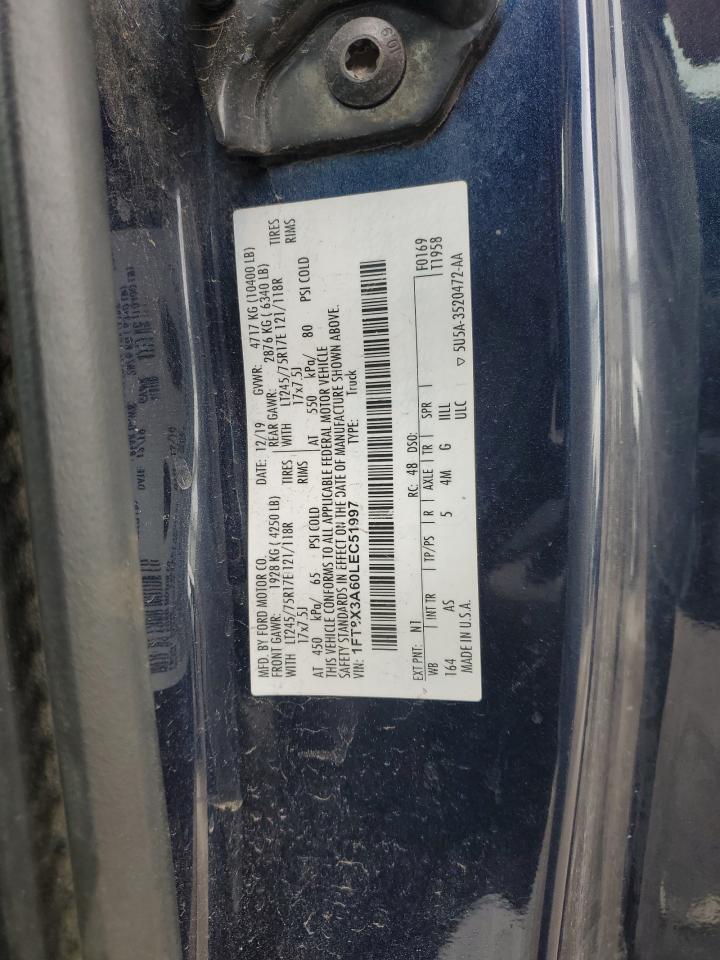 6 10.9
MFD. BY FORD MOTOR CO.
DATE: 12/19 GVWR: 4717 KG (10400 LB)
FRONT GAWR: 1928 KG ( 4250 LB) REAR GAWR: 2876 KG ( 6340 LB)
WITH LT245/75R17E 121/118R TIRES WITH LT245/75R17E 121/118R TIRES
17x7.5J RIMS 17x7.5J RIMS
AT 450 kPa/ 65 PSI COLD AT 550 kPa/ 80 PSI COLD
THIS VEHICLE CONFORMS TO ALL APPLICABLE FEDERAL MOTOR VEHICLE
SAFETY STANDARDS IN EFFECT ON THE DATE OF MANUFACTURE SHOWN ABOVE.
VIN: 1FT8X3A60LEC51997 TYPE: Truck
F0169
T1958
EXT PNT: N1 RC: 48 DSO:
WB INT TR TP/PS R AXLE TR SPR
164 AS 5 4M G IILL
ULC
MADE IN U.S.A. ▽ 5U5A-3520472-AA